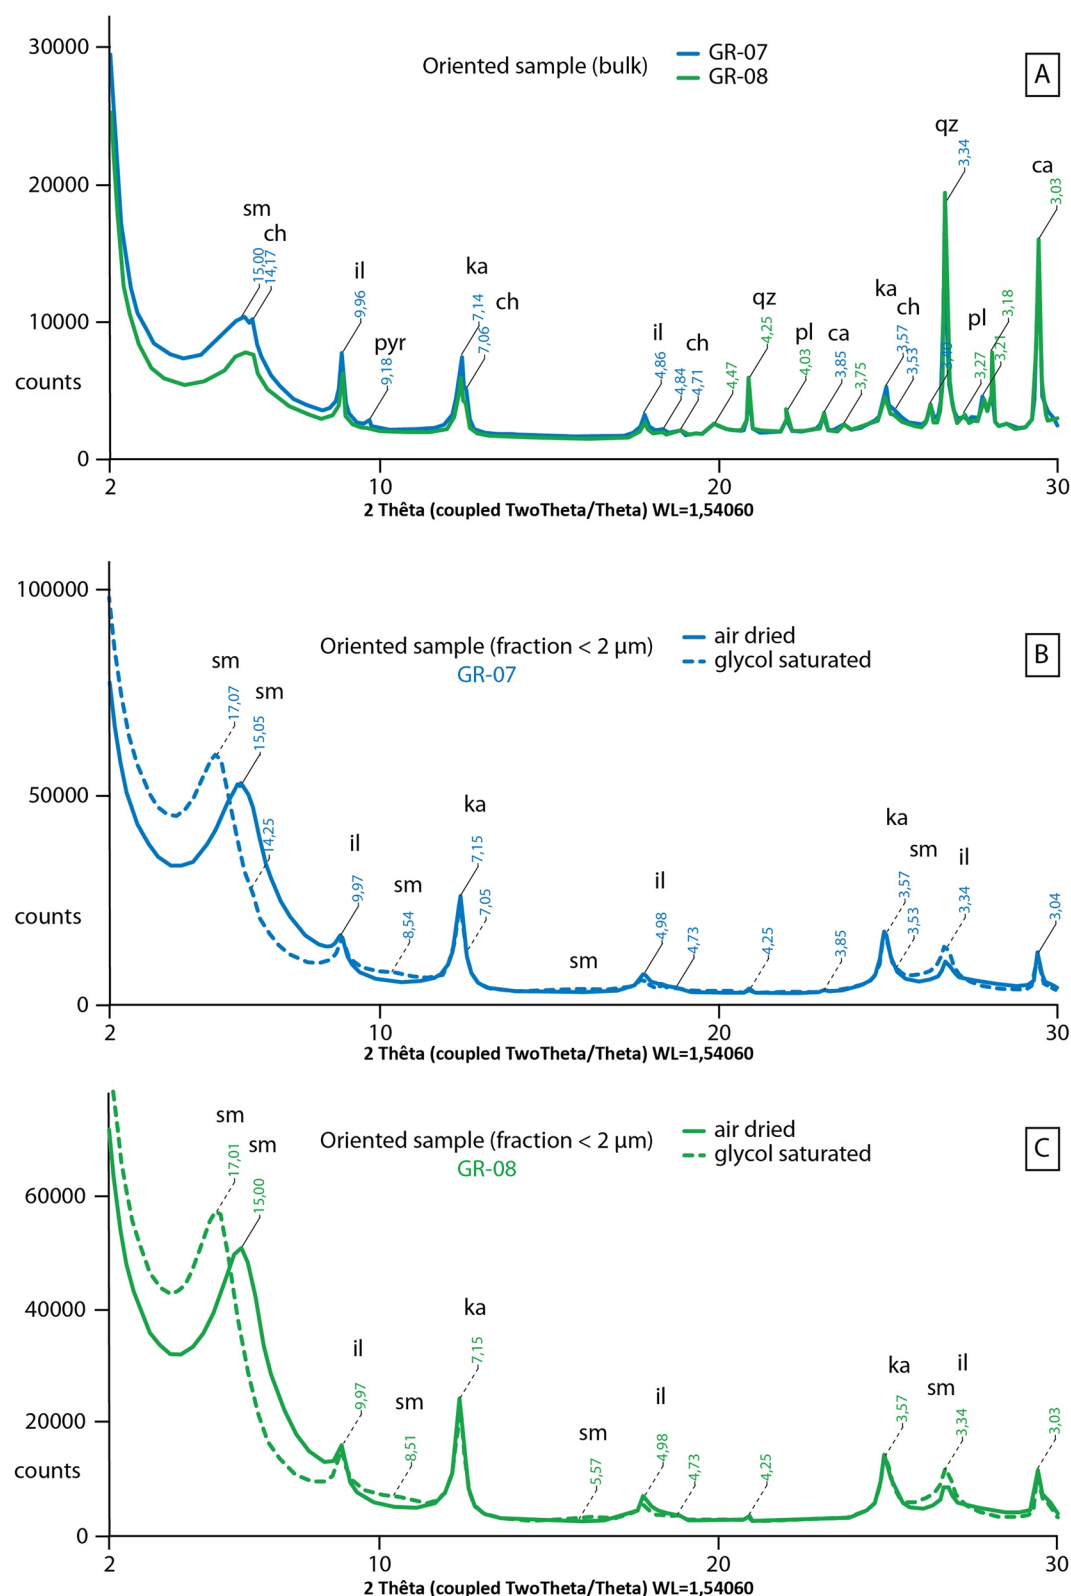 30000
Oriented sample (bulk)
GR-07
GR-08
A
qz
3,34
20000
ca
3,03
sm
ch
15,00
14,17
il
9,96
ka
7,14
ch
7,06
qz
4,25
ka
ch
3,57
3,53
pl
3,18
3,21
3,27
10000
pyr
9,18
il
4,86
ch
4,84
4,71
4,47
pl
4,03
ca
3,85
3,75
counts
0
2
10
20
30
2 Thêta (coupled TwoTheta/Theta) WL=1,54060
100000
Oriented sample (fraction < 2 µm)
GR-07
air dried
glycol saturated
B
sm
17,07
sm
15,05
50000
14,25
ka
7,15
7,05
il
9,97
sm
8,54
sm
il
4,98
4,73
4,25
3,85
ka
3,57
sm
3,53
il
3,34
3,04
counts
0
2
10
20
30
2 Thêta (coupled TwoTheta/Theta) WL=1,54060
Oriented sample (fraction < 2 µm)
GR-08
air dried
glycol saturated
C
sm
17,01
sm
15,00
60000
40000
ka
7,15
il
9,97
sm
8,51
sm
5,57
il
4,98
4,73
4,25
ka
3,57
sm
il
3,34
3,03
20000
counts
0
2
10
20
30
2 Thêta (coupled TwoTheta/Theta) WL=1,54060